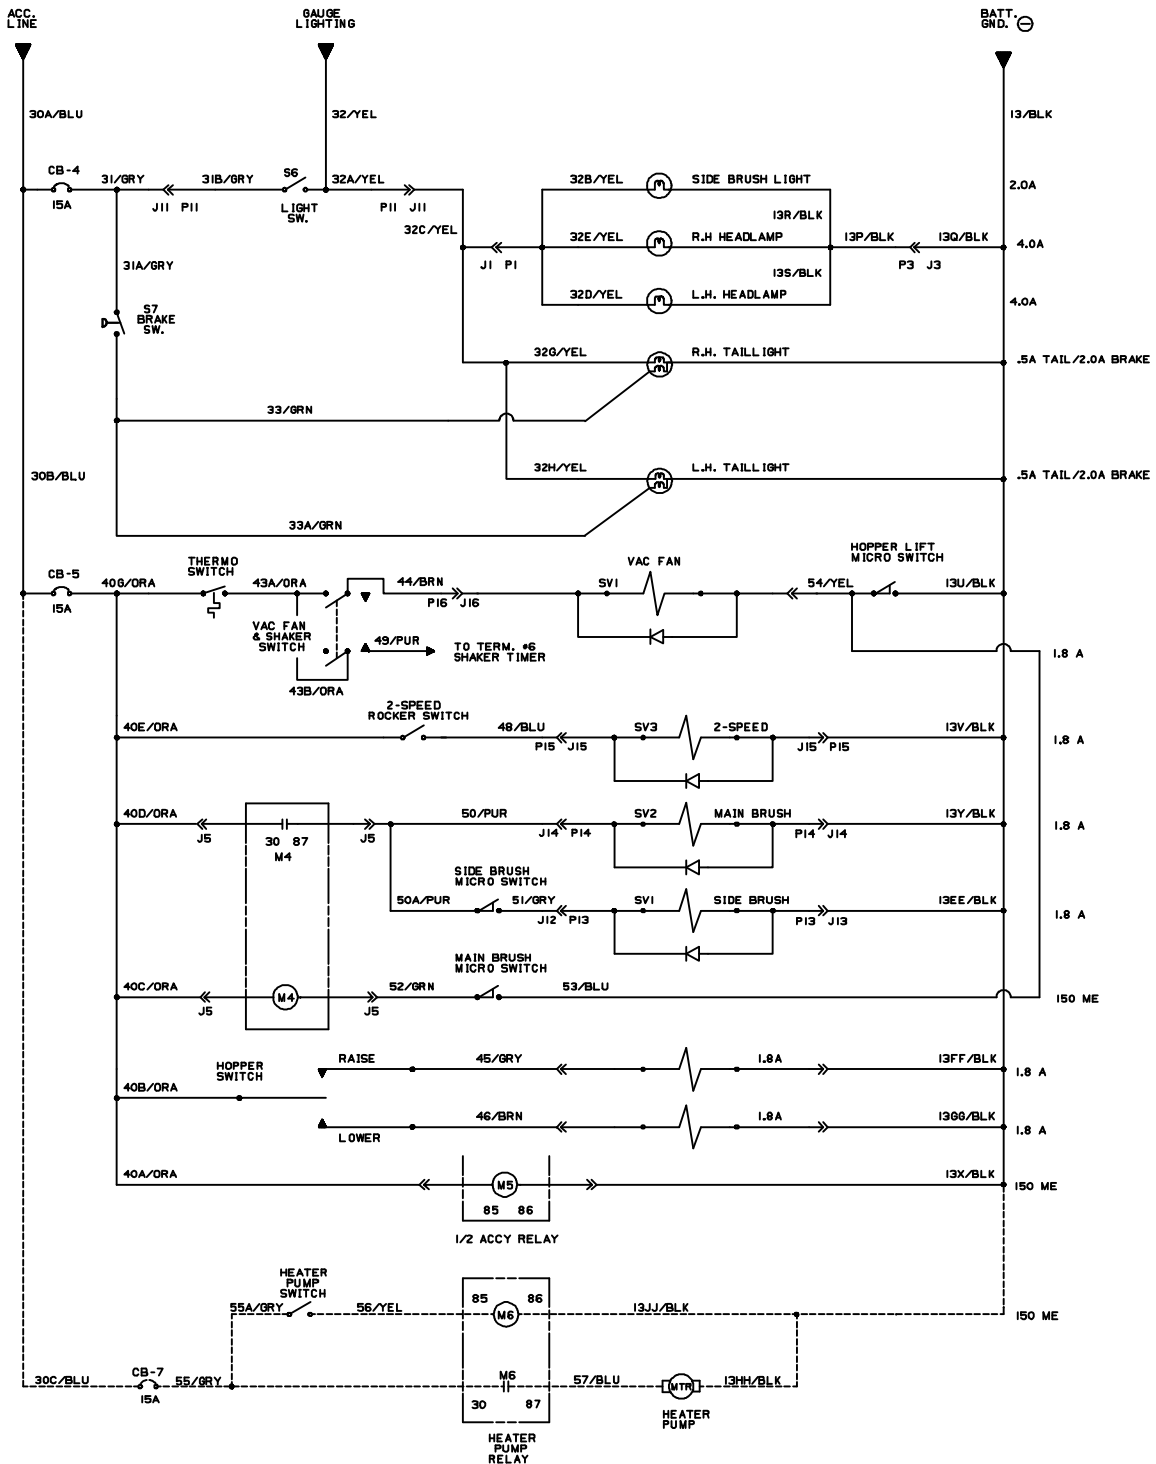 ACC.
LINE
GAUGE
LIGHTING
BATT.
GND.
30A/BLU
32/YEL
13/BLK
CB-4
15A
31/GRY
31B/GRY
S6
LIGHT
SW.
32A/YEL
J11 P11
P11 J11
32C/YEL
32B/YEL
SIDE BRUSH LIGHT
2.0A
13R/BLK
J1 P1
32E/YEL
R.H HEADLAMP
13P/BLK
13Q/BLK
4.0A
P3 J3
31A/GRY
13S/BLK
32D/YEL
L.H. HEADLAMP
4.0A
S7
BRAKE
SW.
32G/YEL
R.H. TAILLIGHT
.5A TAIL/2.0A BRAKE
33/GRN
30B/BLU
32H/YEL
L.H. TAILLIGHT
.5A TAIL/2.0A BRAKE
33A/GRN
CB-5
15A
40G/ORA
THERMO
SWITCH
43A/ORA
44/BRN
P16 J16
SV1
VAC FAN
54/YEL
HOPPER LIFT
MICRO SWITCH
13U/BLK
VAC FAN
& SHAKER
SWITCH
49/PUR
TO TERM. #6
SHAKER TIMER
1.8 A
43B/ORA
2-SPEED
ROCKER SWITCH
40E/ORA
48/BLU
P15 J15
SV3
2-SPEED
J15 P15
13V/BLK
1.8 A
40D/ORA
J5
30 87
M4
J5
50/PUR
J14 P14
SV2
MAIN BRUSH
P14 J14
13Y/BLK
1.8 A
SIDE BRUSH
MICRO SWITCH
50A/PUR
51/GRY
J12 P13
SV1
SIDE BRUSH
P13 J13
13EE/BLK
1.8 A
MAIN BRUSH
MICRO SWITCH
40C/ORA
J5
M4
J5
52/GRN
53/BLU
150 ME
HOPPER
SWITCH
RAISE
45/GRY
1.8A
13FF/BLK
1.8 A
40B/ORA
LOWER
46/BRN
1.8A
13GG/BLK
1.8 A
40A/ORA
M5
85 86
1/2 ACCY RELAY
13X/BLK
150 ME
HEATER
PUMP
SWITCH
55A/GRY
56/YEL
85 86
M6
13JJ/BLK
150 ME
30C/BLU
CB-7
15A
55/GRY
M6
30 87
57/BLU
MTR
13HH/BLK
HEATER
PUMP
HEATER
PUMP
RELAY